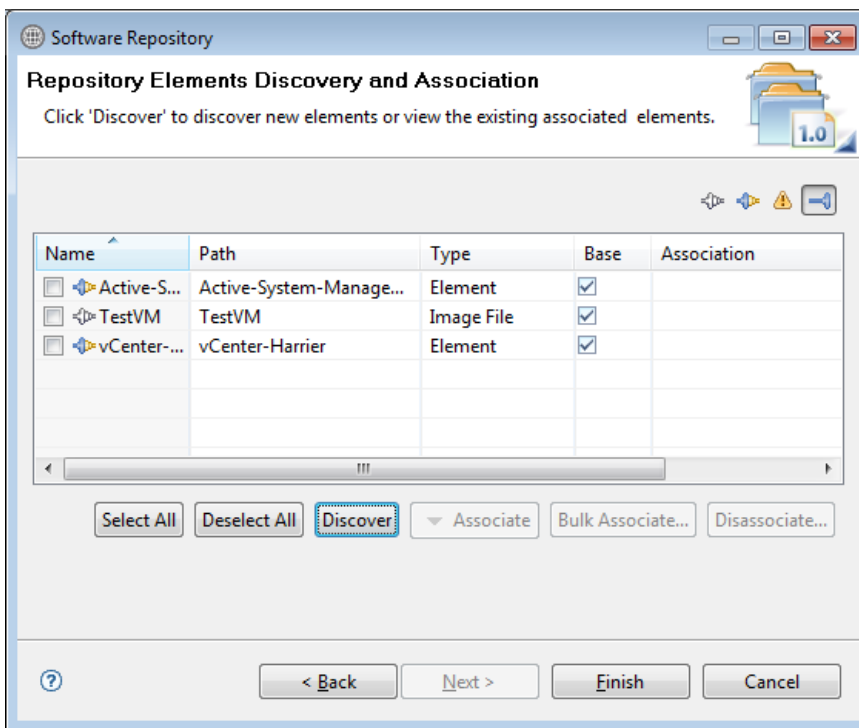 Software Repository
Repository Elements Discovery and Association
Click 'Discover' to discover new elements or view the existing associated  elements.
1.0
Name Path Type Base Association
Active-S... Active-System-Manage... Element
TestVM TestVM Image File
vCenter-... vCenter-Harrier Element
Select All Deselect All Discover Associate Bulk Associate... Disassociate...
? < Back Next > Finish Cancel